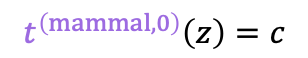 t^(mammal,0)(z) = c